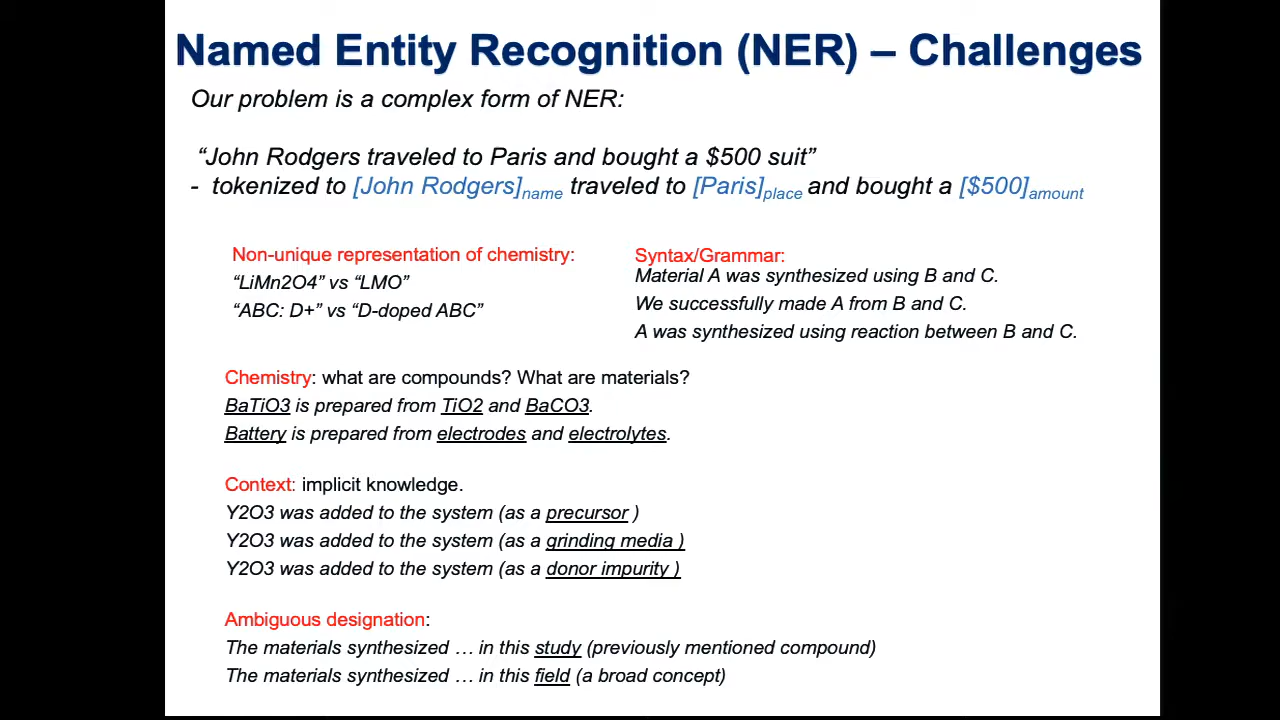 Named Entity Recognition (NER) – Challenges
Our problem is a complex form of NER:
“John Rodgers traveled to Paris and bought a $500 suit”
- tokenized to [John Rodgers]name traveled to [Paris]place and bought a [$500]amount
Non-unique representation of chemistry:
“LiMn2O4” vs “LMO”
“ABC: D+” vs “D-doped ABC”
Syntax/Grammar:
Material A was synthesized using B and C.
We successfully made A from B and C.
A was synthesized using reaction between B and C.
Chemistry: what are compounds? What are materials?
BaTiO3 is prepared from TiO2 and BaCO3.
Battery is prepared from electrodes and electrolytes.
Context: implicit knowledge.
Y2O3 was added to the system (as a precursor )
Y2O3 was added to the system (as a grinding media )
Y2O3 was added to the system (as a donor impurity )
Ambiguous designation:
The materials synthesized … in this study (previously mentioned compound)
The materials synthesized … in this field (a broad concept)